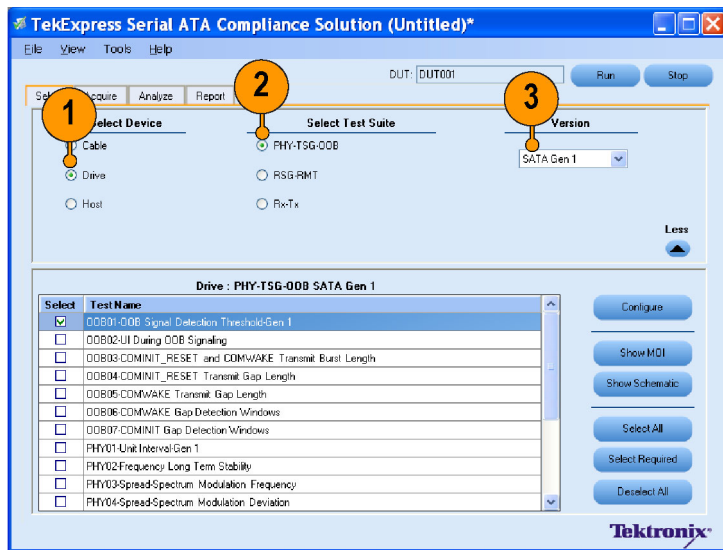 TekExpress Serial ATA Compliance Solution (Untitled)*
File View Tools Help
DUT: DUT001 Run Stop
Acquire Analyze Report
1 2 3
Select Device Select Test Suite Version
Cable PHY-TSG-OOB SATA Gen 1
Drive RSG-RMT
Host Rx-Tx
Less
Drive : PHY-TSG-OOB SATA Gen 1
Select Test Name
OOB01-OOB Signal Detection Threshold-Gen 1
OOB02-UI During OOB Signaling
OOB03-COMINIT_RESET and COMWAKE Transmit Burst Length
OOB04-COMINIT_RESET Transmit Gap Length
OOB05-COMWAKE Transmit Gap Length
OOB06-COMWAKE Gap Detection Windows
OOB07-COMINIT Gap Detection Windows
PHY01-Unit Interval-Gen 1
PHY02-Frequency Long Term Stability
PHY03-Spread-Spectrum Modulation Frequency
PHY04-Spread-Spectrum Modulation Deviation
Configure
Show MOI
Show Schematic
Select All
Select Required
Deselect All
Tektronix